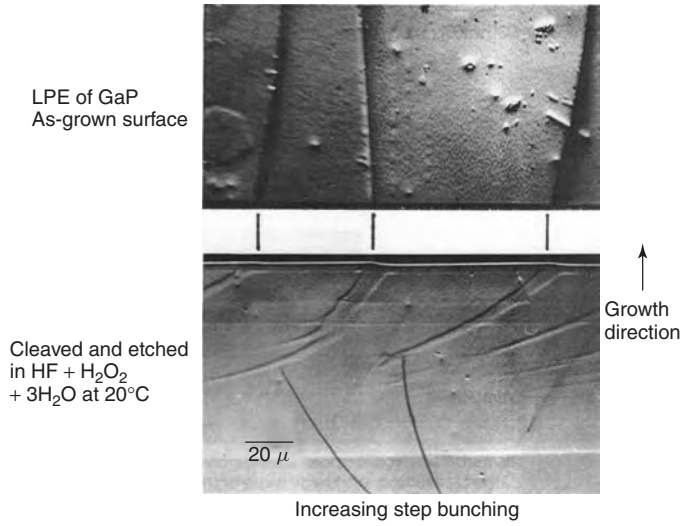 LPE of GaP
As-grown surface
Growth
direction
Cleaved and etched
in HF + H₂O₂
+ 3H₂O at 20°C
20 μ
Increasing step bunching